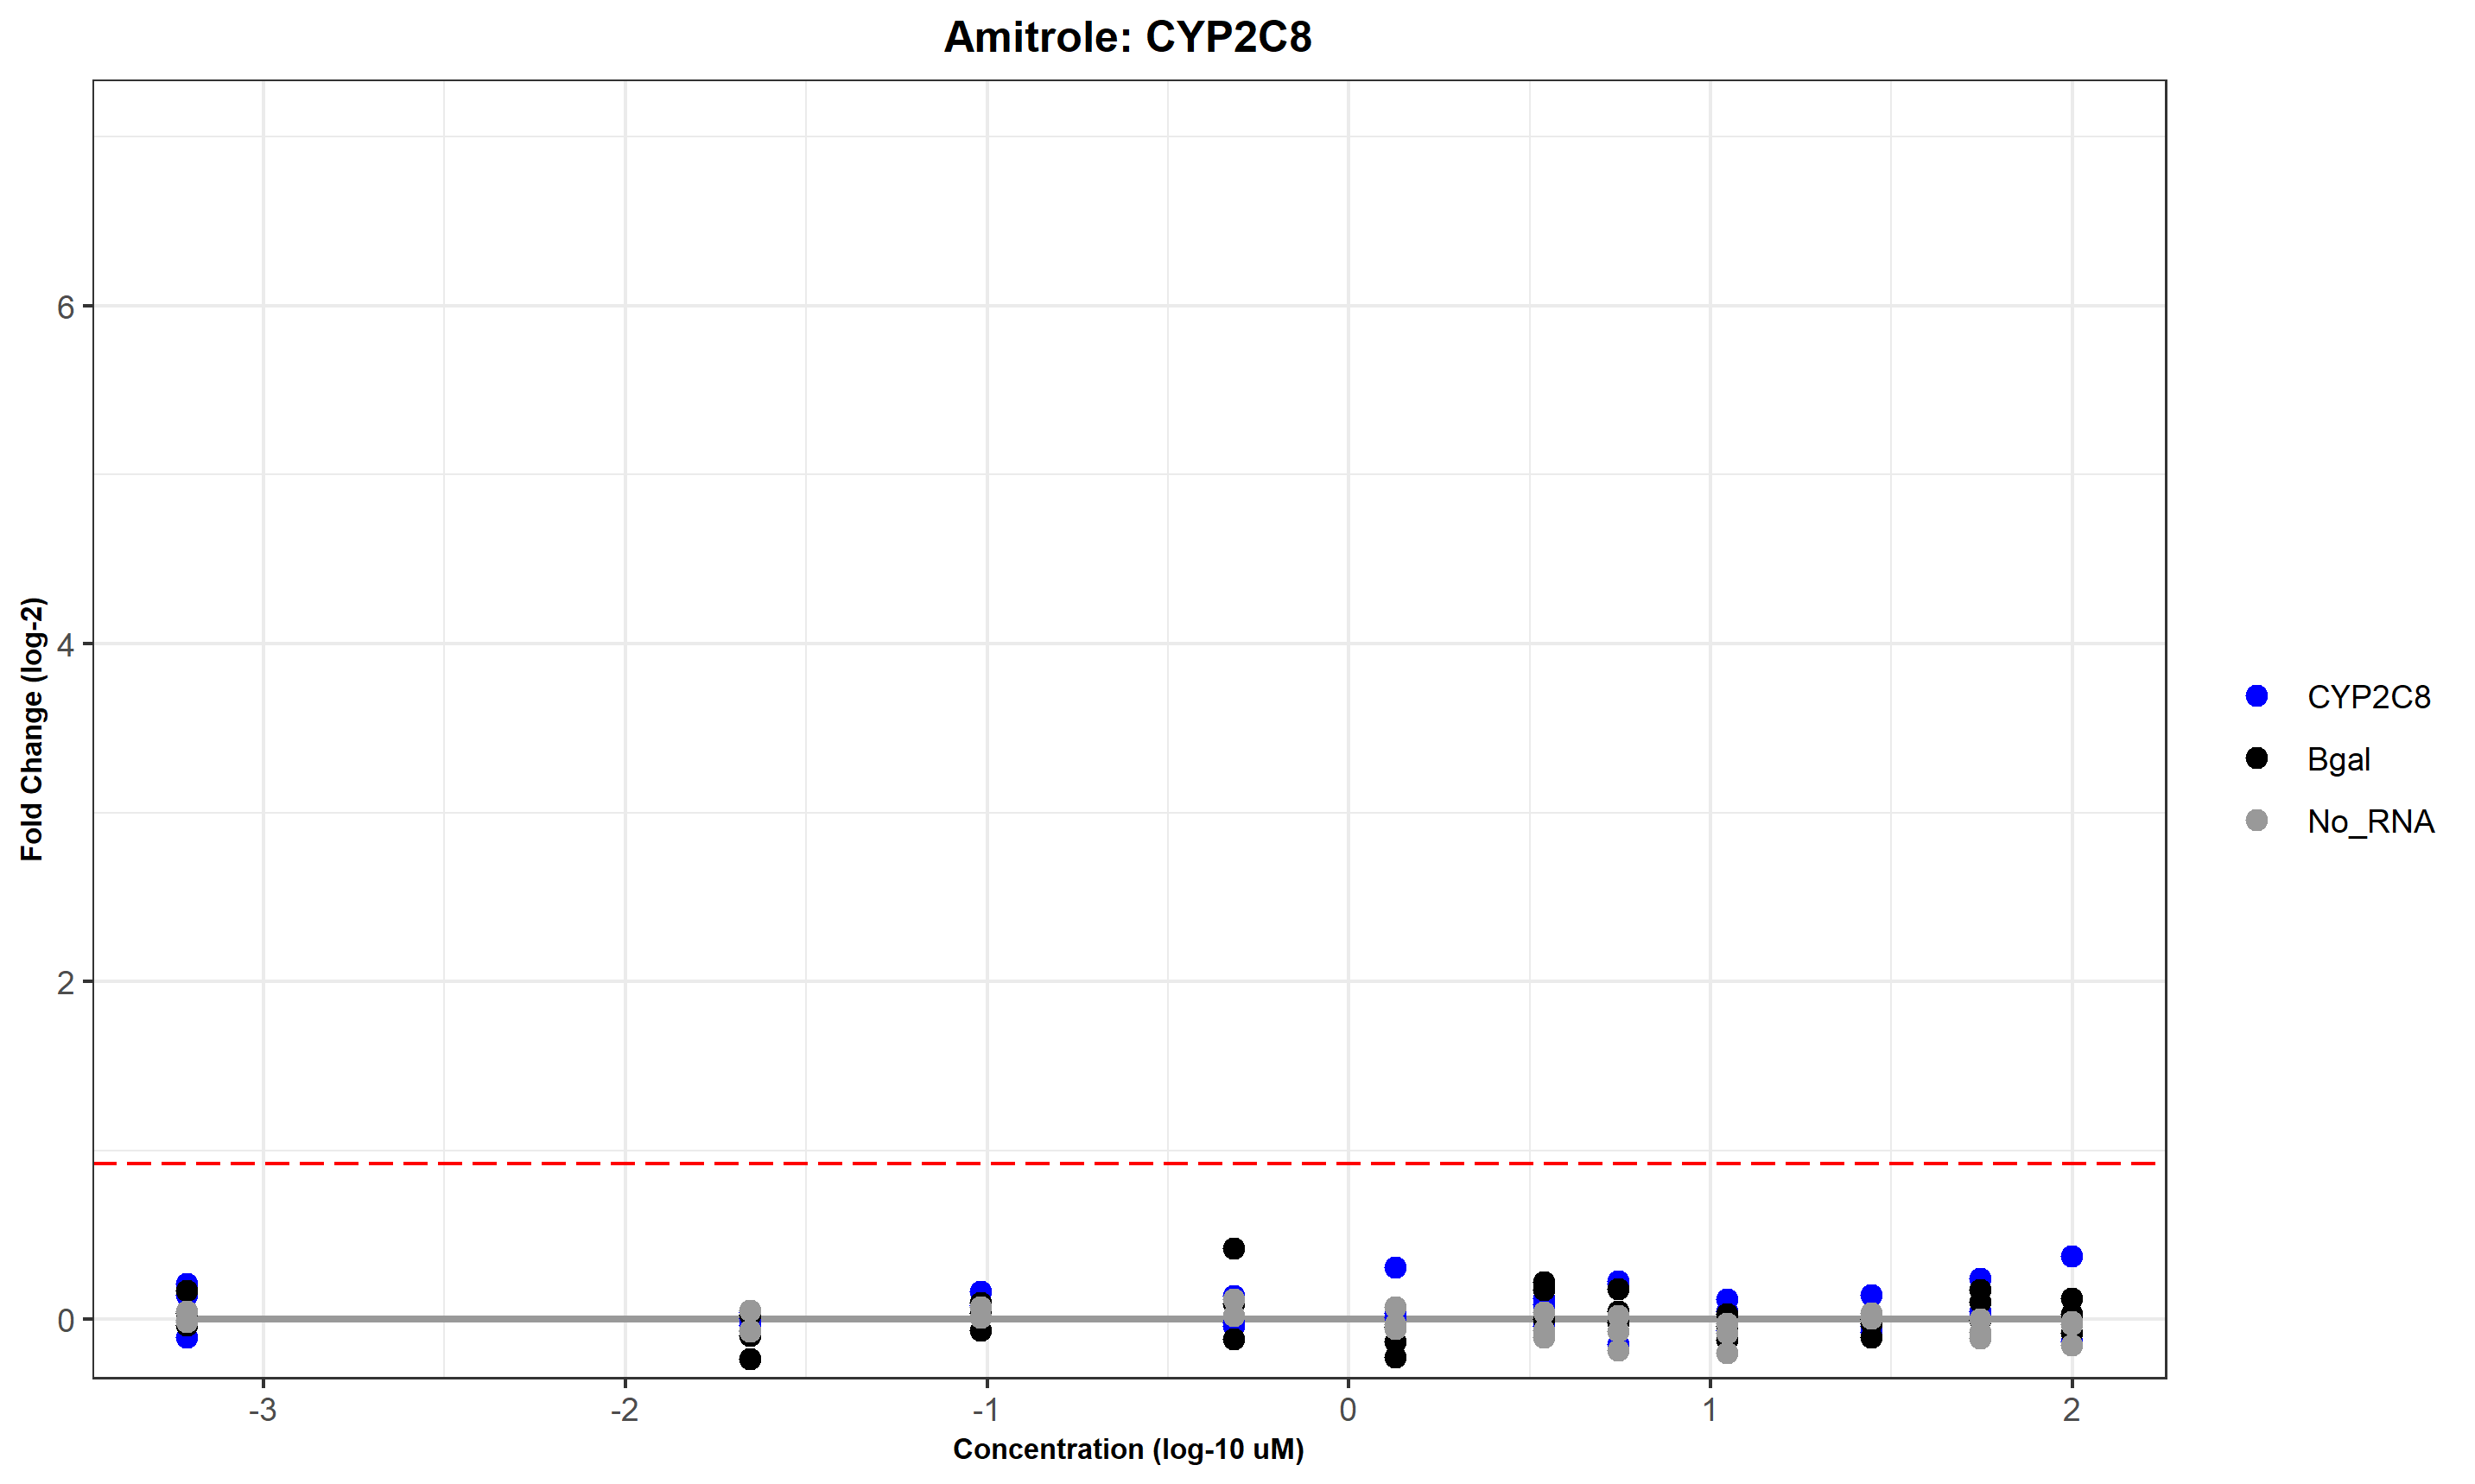 Amitrole: CYP2C8
Fold Change (log-2)
6
4
2
0
-3
-2
-1
0
1
2
Concentration (log-10 uM)
CYP2C8
Bgal
No_RNA